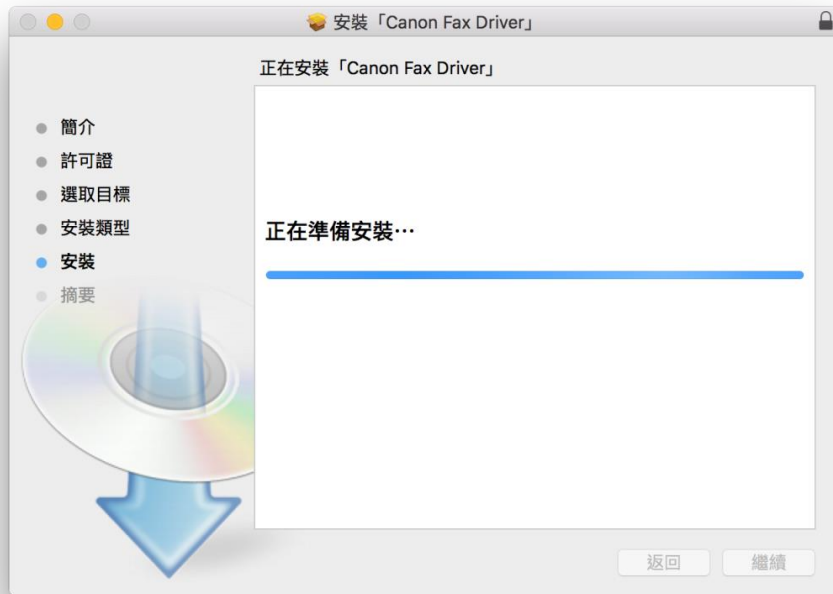 安裝「Canon Fax Driver」
正在安裝「Canon Fax Driver」
簡介
許可證
選取目標
安裝類型
安裝
摘要
正在準備安裝⋯
返回
繼續